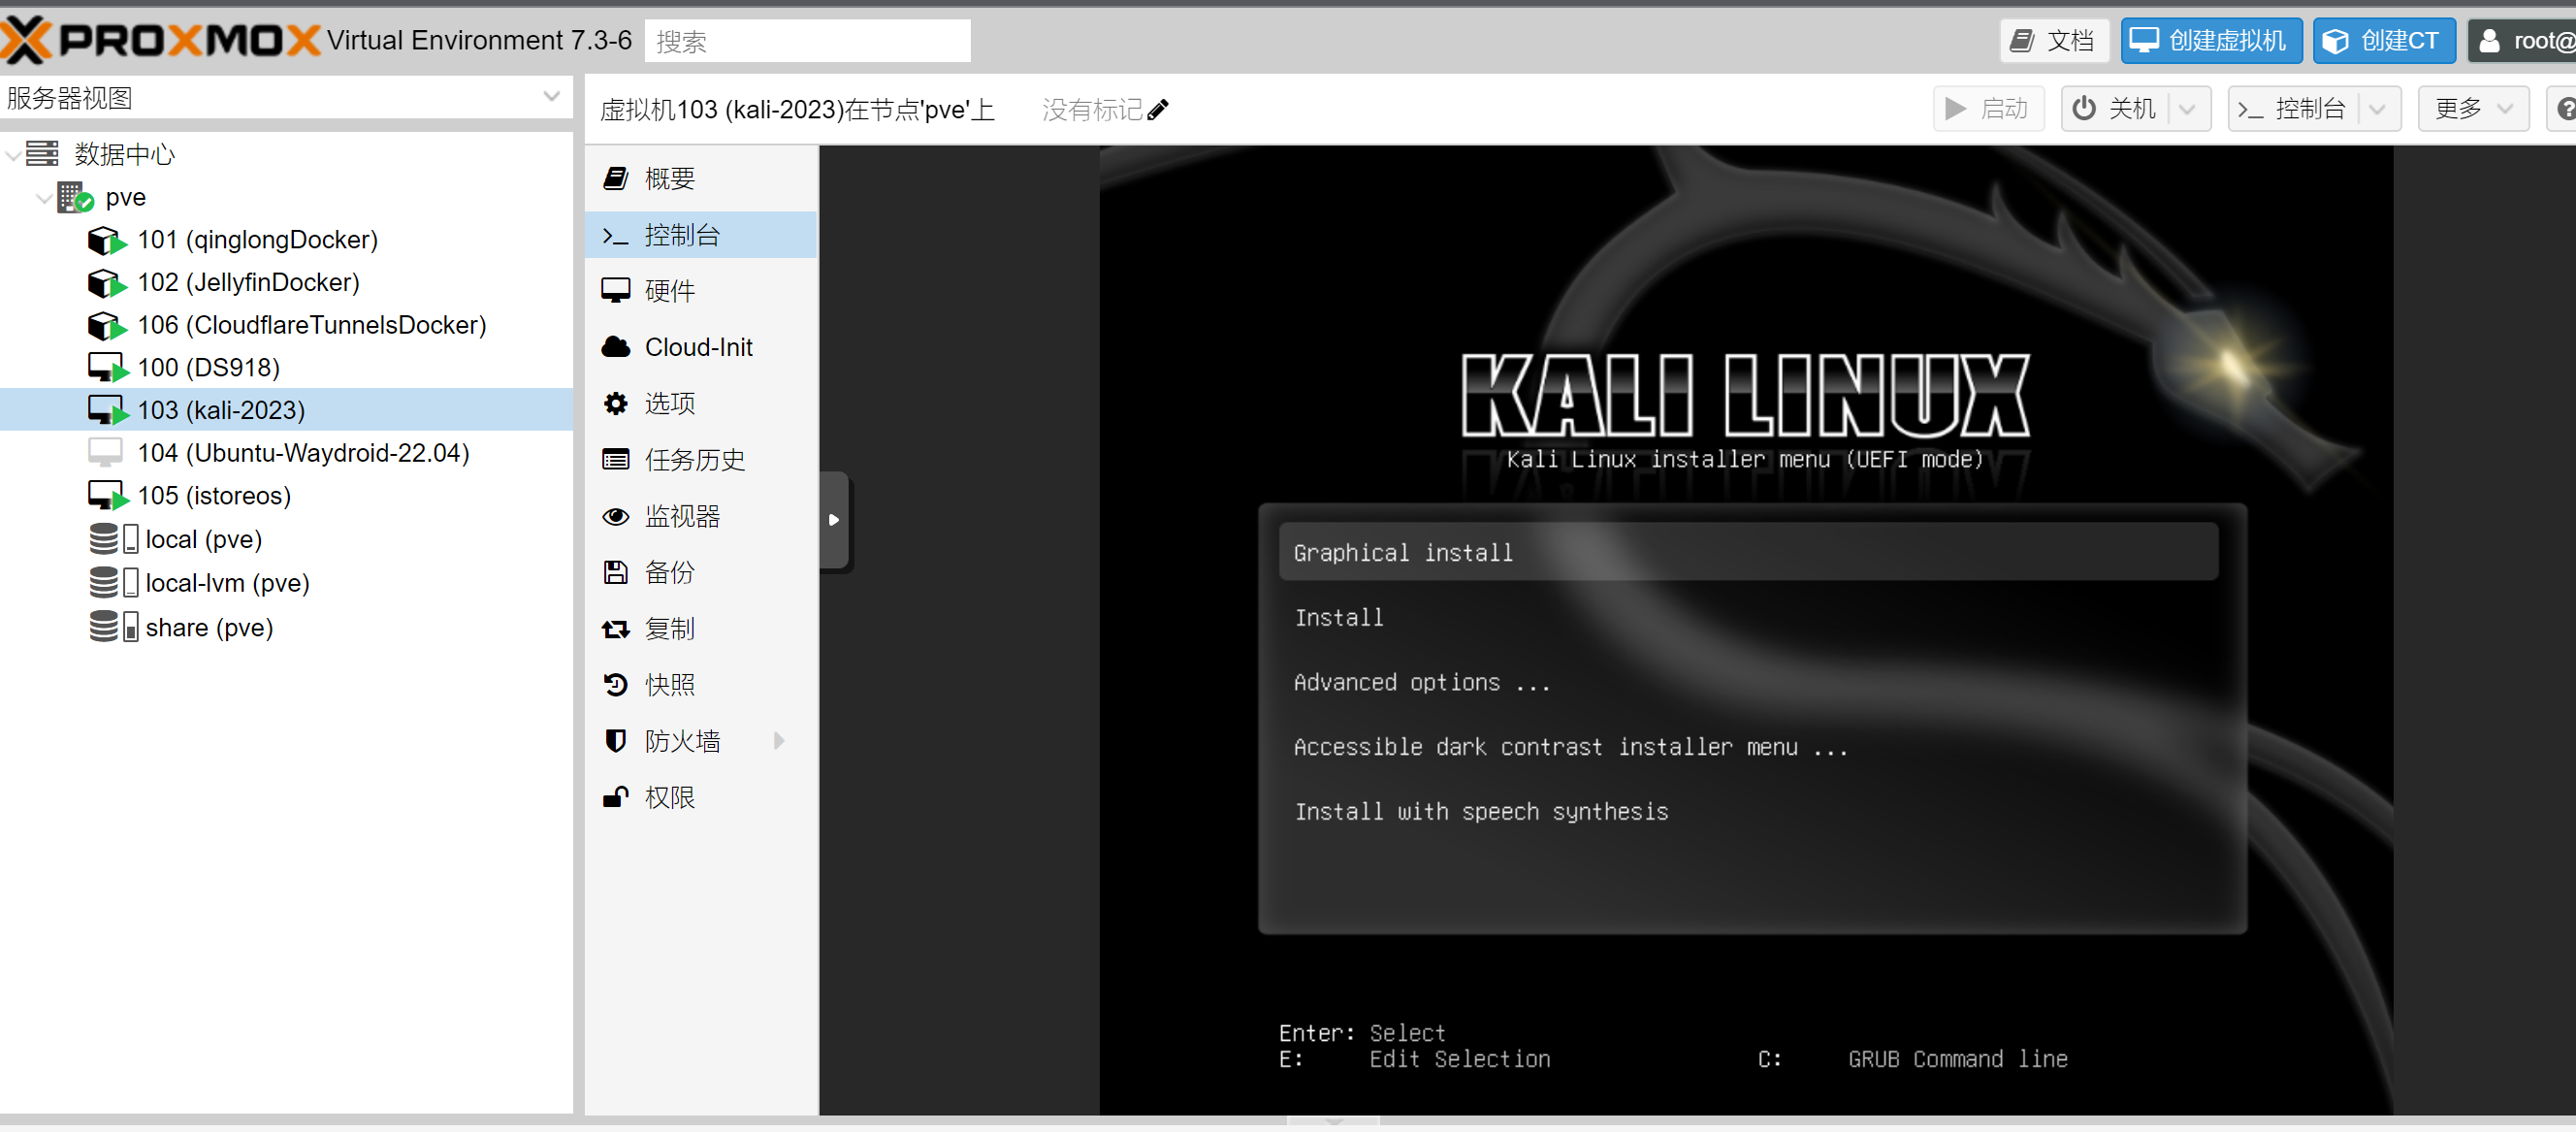 PROXMOX Virtual Environment 7.3-6 搜索 文档 创建虚拟机 创建CT root@
服务器视图
虚拟机103 (kali-2023)在节点'pve'上 没有标记 启动 关机 控制台 更多
数据中心
pve
101 (qinglongDocker)
102 (JellyfinDocker)
106 (CloudflareTunnelsDocker)
100 (DS918)
103 (kali-2023)
104 (Ubuntu-Waydroid-22.04)
105 (istoreos)
local (pve)
local-lvm (pve)
share (pve)
概要
控制台
硬件
Cloud-Init
选项
任务历史
监视器
备份
复制
快照
防火墙
权限
KALI LINUX
Kali Linux installer menu (UEFI mode)
Graphical install
Install
Advanced options ...
Accessible dark contrast installer menu ...
Install with speech synthesis
Enter: Select
E: Edit Selection C: GRUB Command line